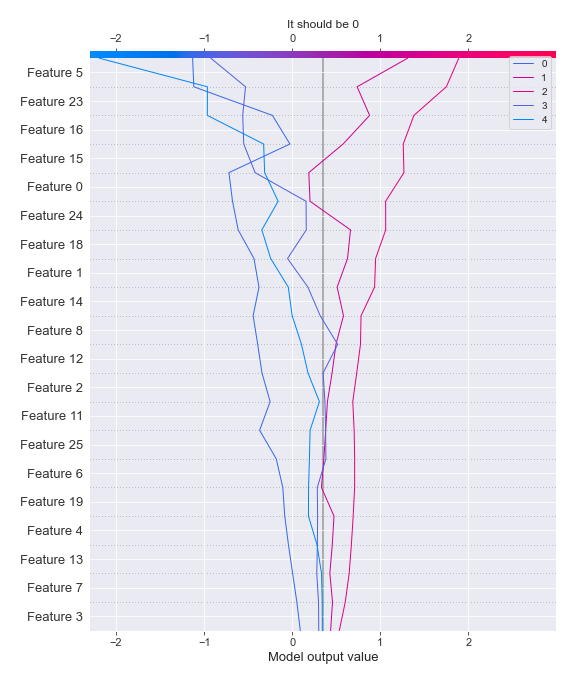 It should be 0
−2 −1 0 1 2
0
1
2
3
4
Feature 5
Feature 23
Feature 16
Feature 15
Feature 0
Feature 24
Feature 18
Feature 1
Feature 14
Feature 8
Feature 12
Feature 2
Feature 11
Feature 25
Feature 6
Feature 19
Feature 4
Feature 13
Feature 7
Feature 3
−2 −1 0 1 2
Model output value